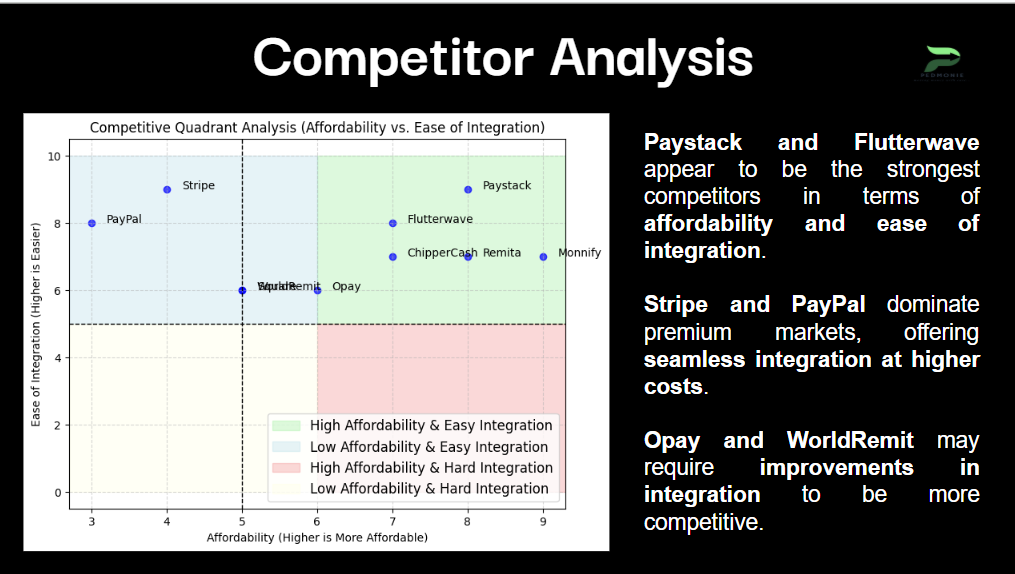 Competitor Analysis
PEDMONIE
Competitive Quadrant Analysis (Affordability vs. Ease of Integration)
Ease of Integration (Higher is Easier)
10
8
6
4
2
0
Stripe
Paystack
PayPal
Flutterwave
ChipperCash
Remita
Monnify
WorldRemit
Opay
High Affordability & Easy Integration
Low Affordability & Easy Integration
High Affordability & Hard Integration
Low Affordability & Hard Integration
3 4 5 6 7 8 9
Affordability (Higher is More Affordable)
Paystack and Flutterwave
appear to be the strongest
competitors in terms of
affordability and ease of
integration.
Stripe and PayPal dominate
premium markets, offering
seamless integration at higher
costs.
Opay and WorldRemit may
require improvements in
integration to be more
competitive.